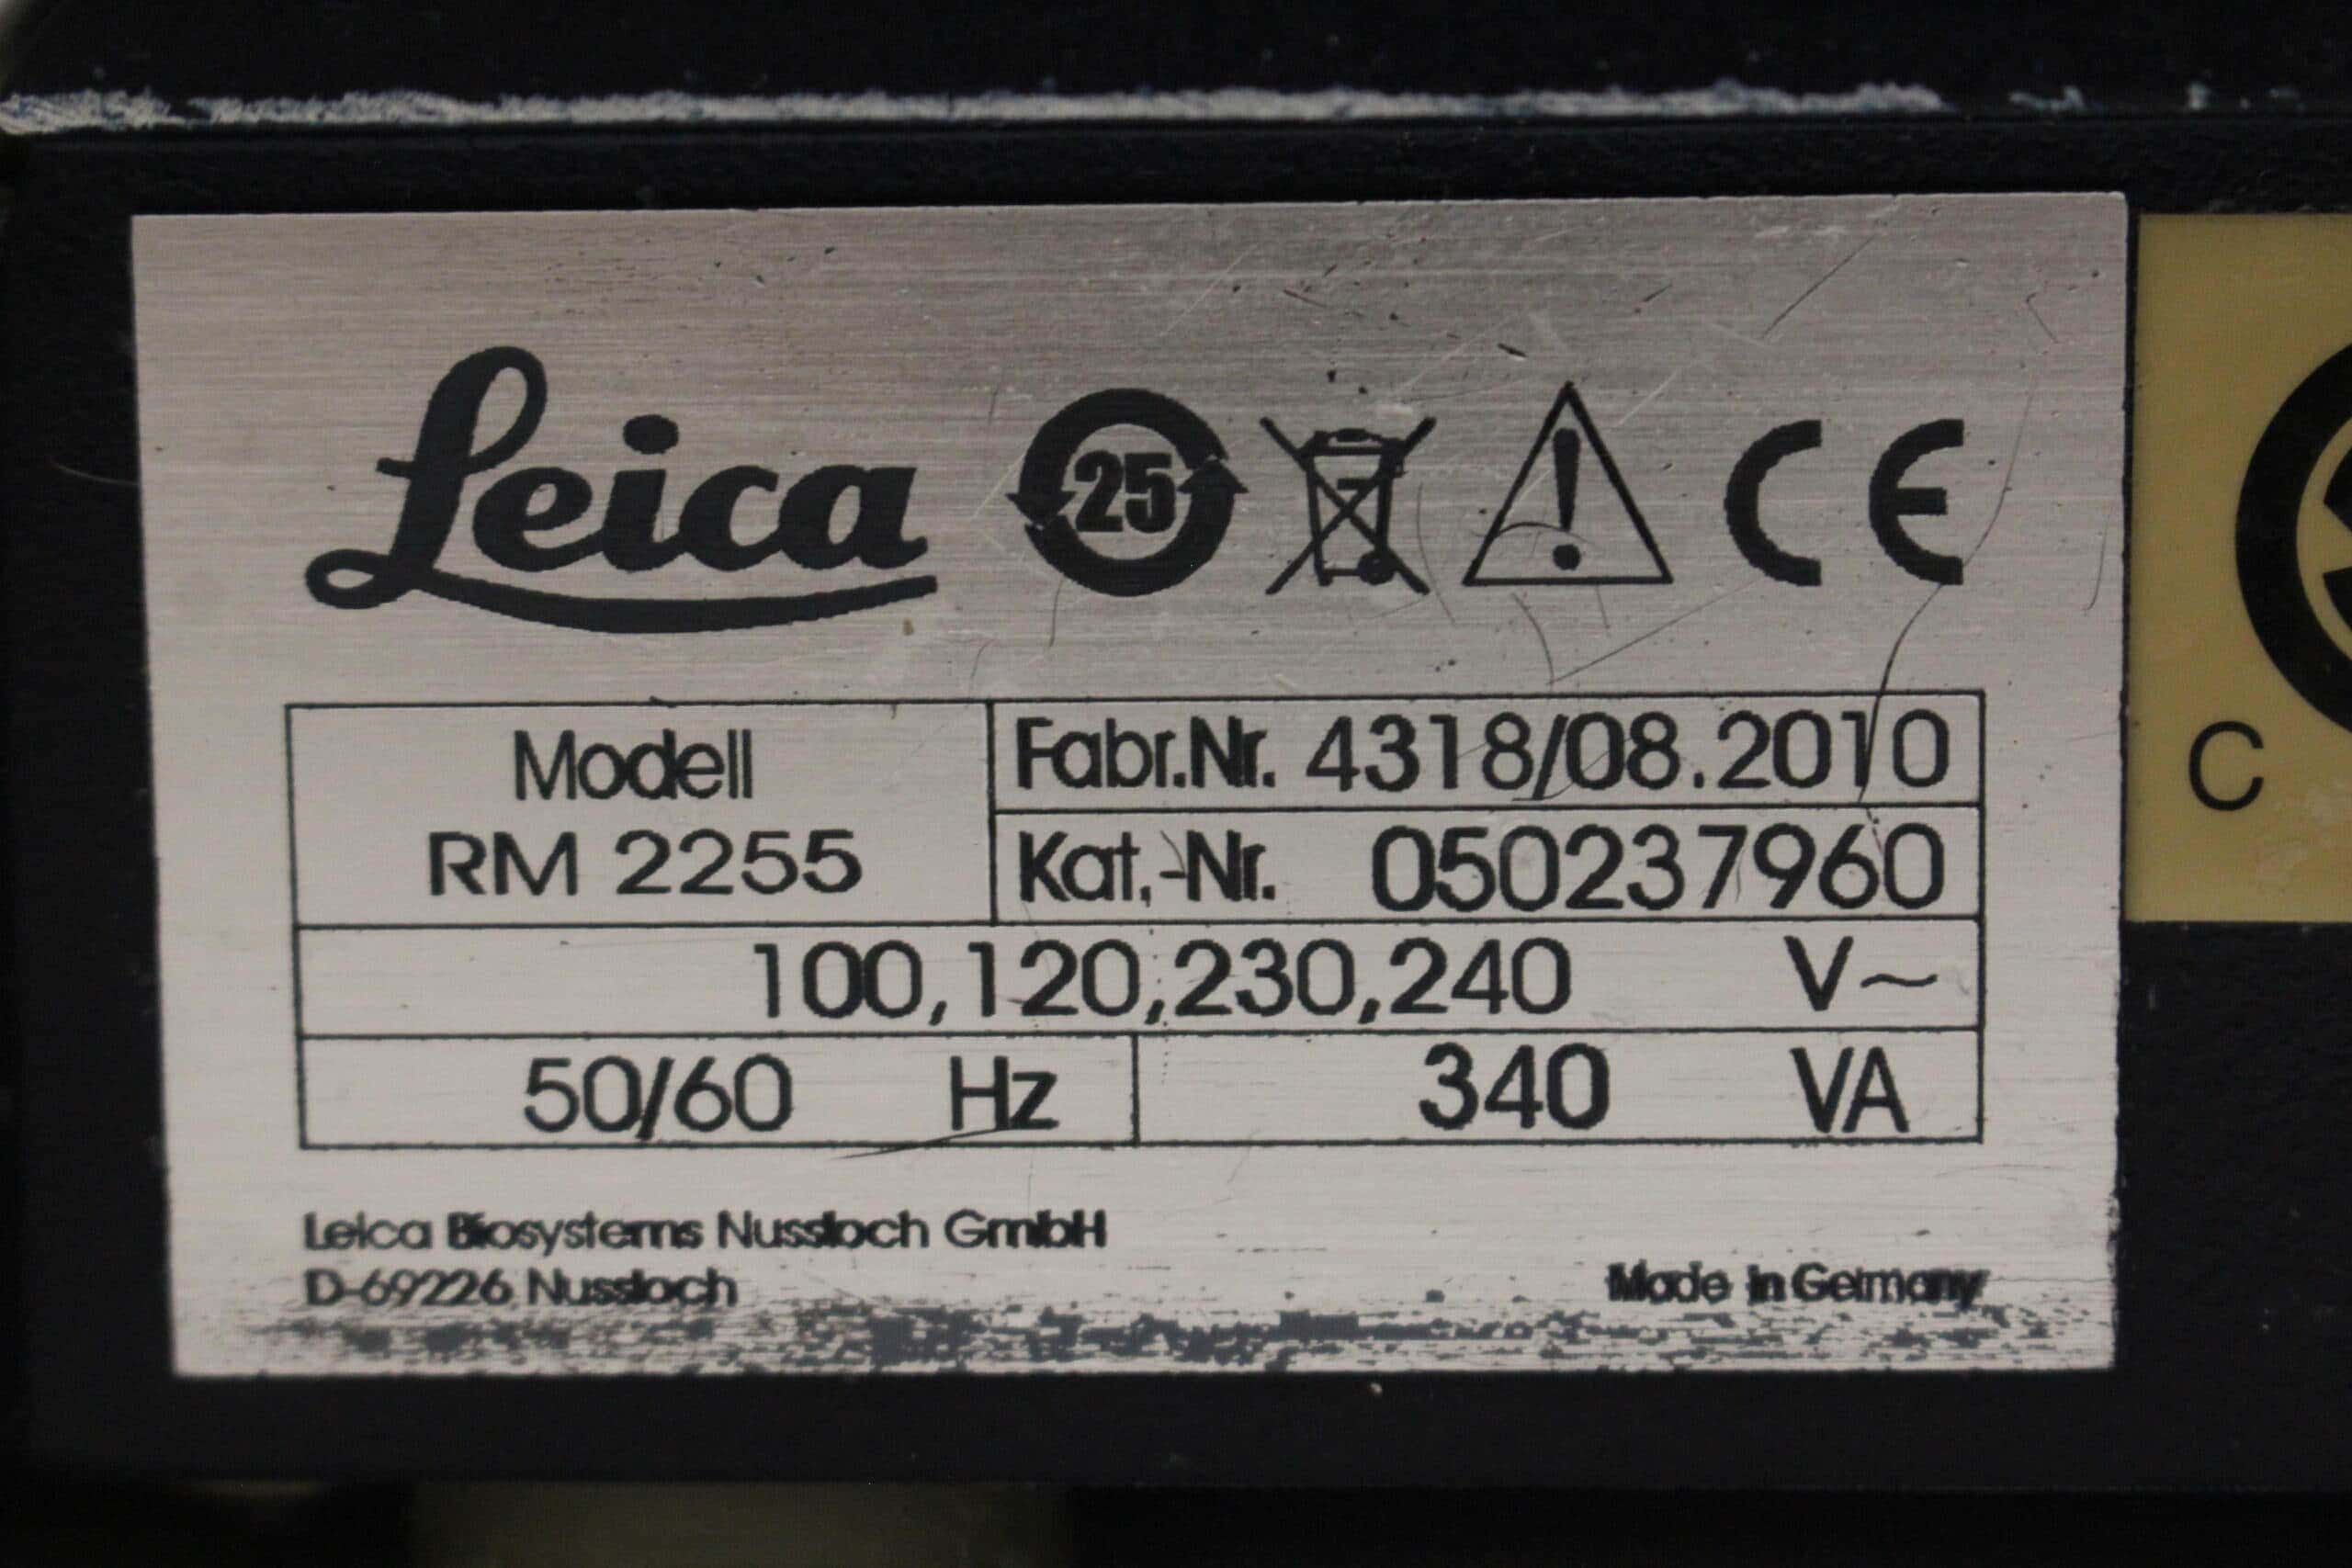 Leica 25 CE
Modell
RM 2255
Fabr.Nr. 4318/08.2010
Kat.-Nr. 050237960
100,120,230,240 V~
50/60 Hz
340 VA
Leica Biosystems Nussloch GmbH
D-69226 Nussloch
Made in Germany
C